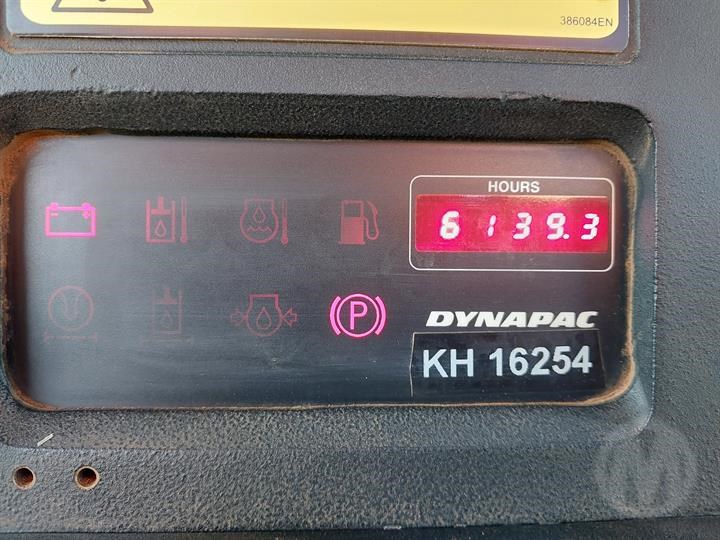 386084EN
HOURS
6139.3
P
DYNAPAC
KH 16254
M